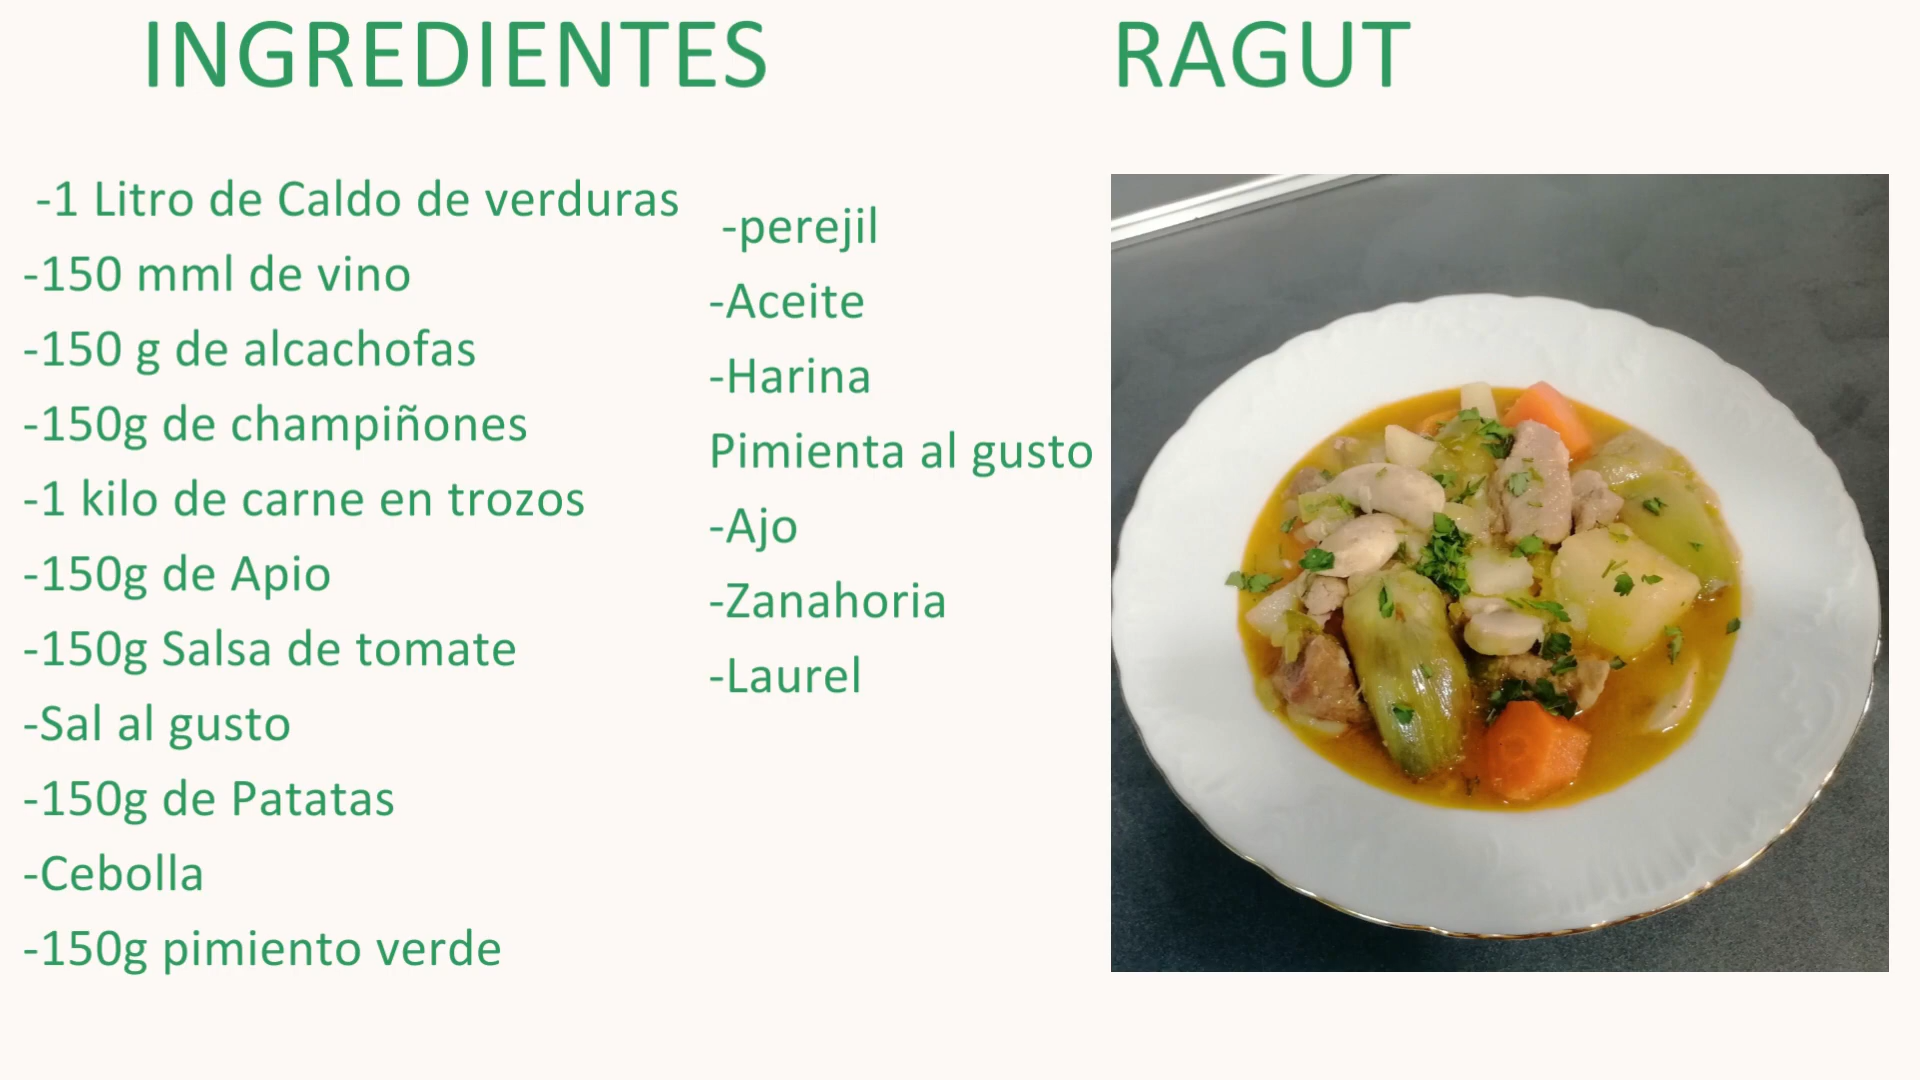 INGREDIENTES
-1 Litro de Caldo de verduras
-150 mml de vino
-150 g de alcachofas
-150g de champiñones
-1 kilo de carne en trozos
-150g de Apio
-150g Salsa de tomate
-Sal al gusto
-150g de Patatas
-Cebolla
-150g pimiento verde
-perejil
-Aceite
-Harina
Pimienta al gusto
-Ajo
-Zanahoria
-Laurel
RAGUT